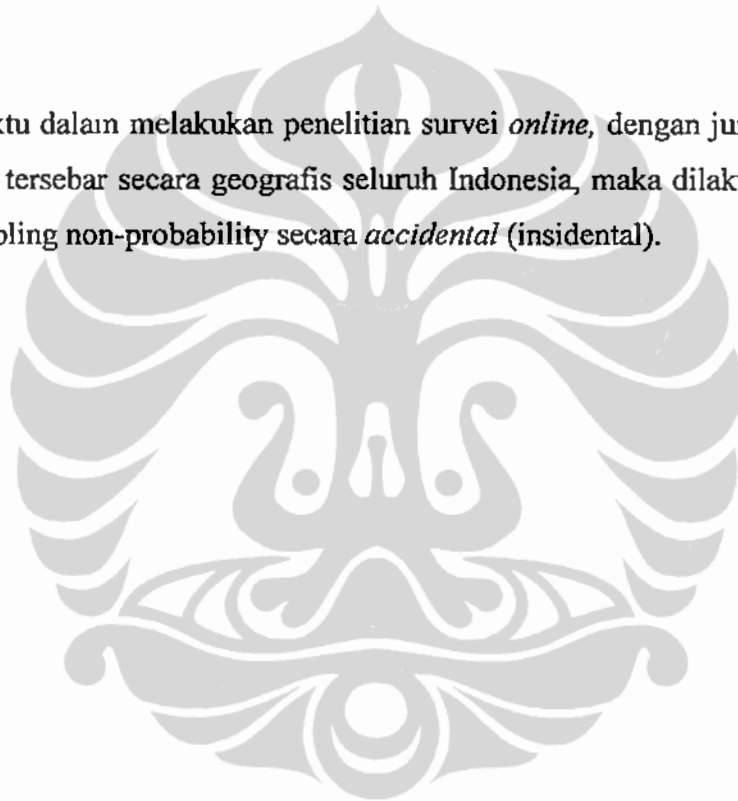 ktu dalam melakukan penelitian survei online, dengan ju
tersebar secara geografis seluruh Indonesia, maka dilak
pling non-probability secara accidental (insidental).